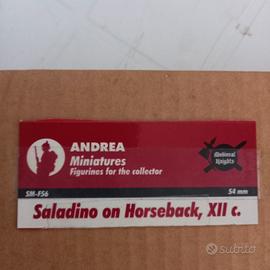 ANDREA
Miniatures
Figurines for the collector
Medieval
Knights
SM-F56
54 mm
Saladino on Horseback, XII c.
subito